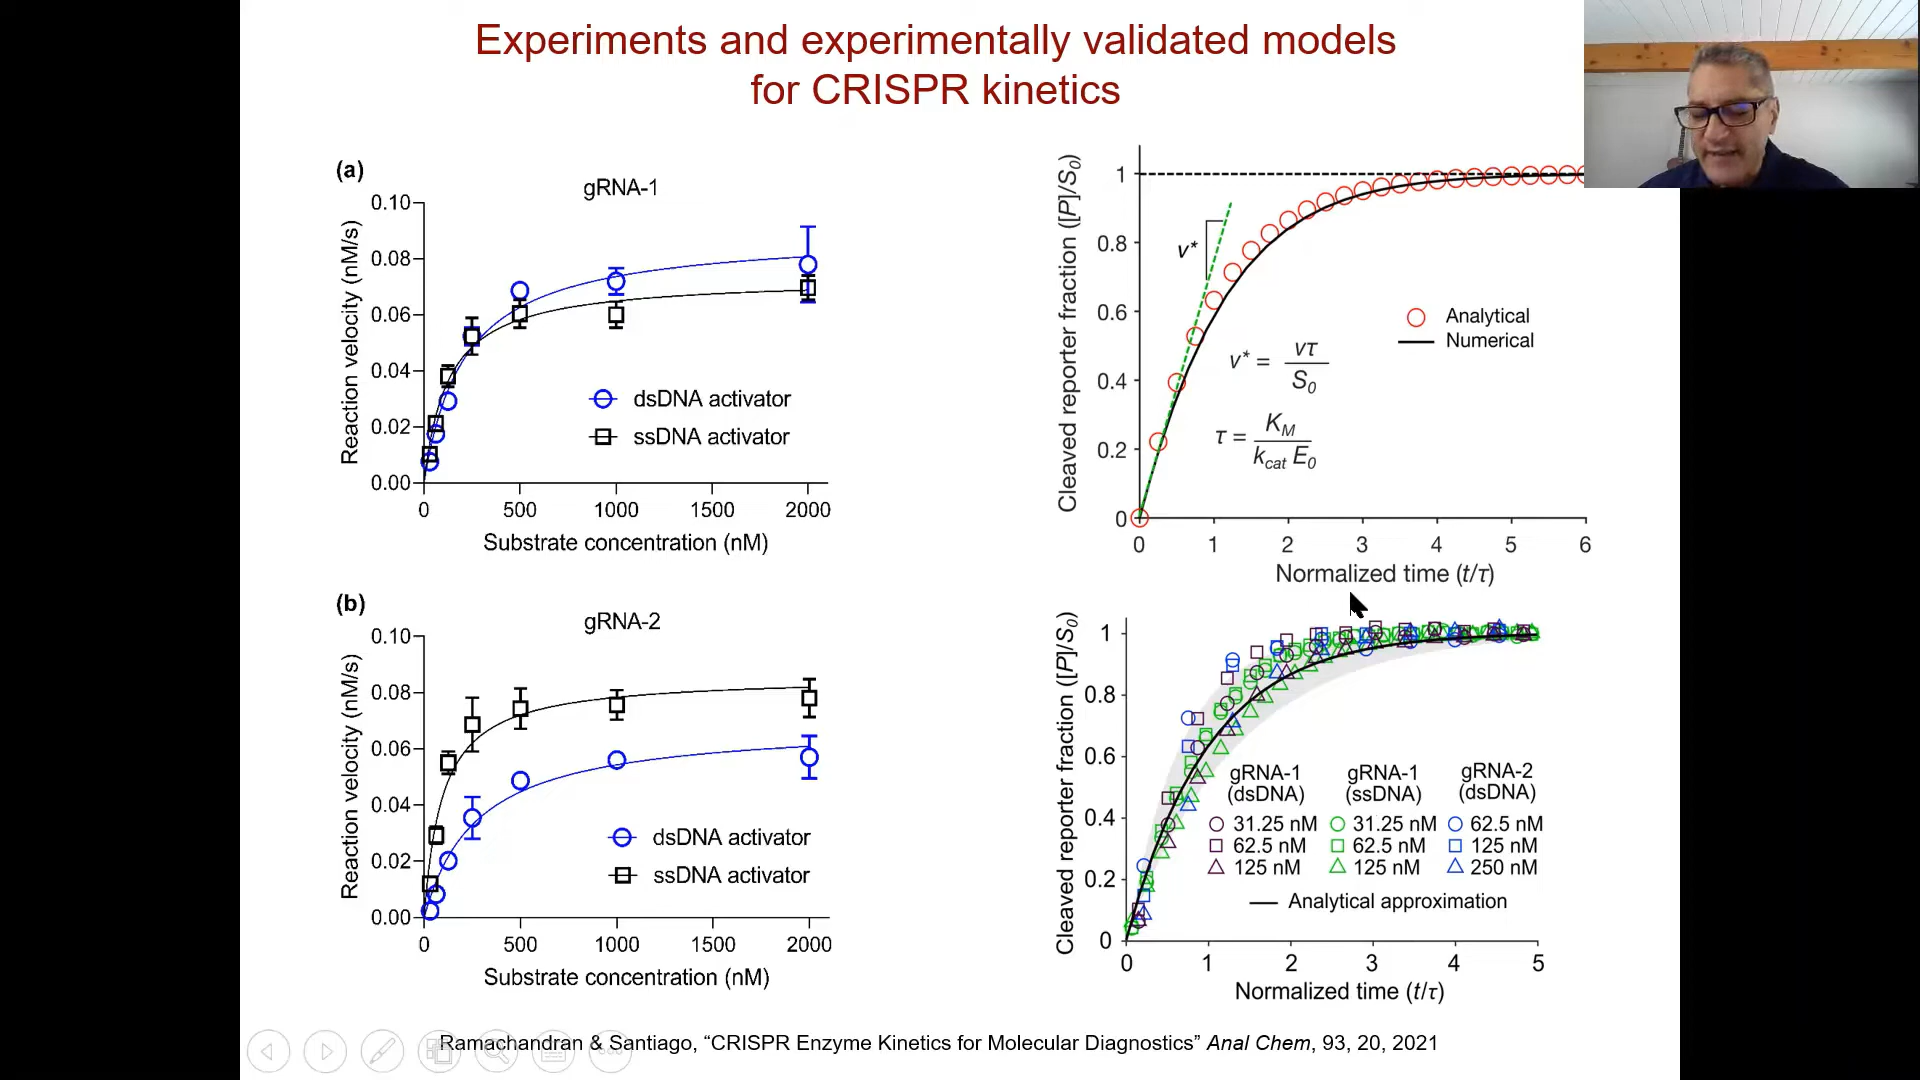 Experiments and experimentally validated models
for CRISPR kinetics
(a)
gRNA-1
Reaction velocity (nM/s)
0.10
0.08
0.06
0.04
0.02
0.00
dsDNA activator
ssDNA activator
0 500 1000 1500 2000
Substrate concentration (nM)
(b)
gRNA-2
Reaction velocity (nM/s)
0.10
0.08
0.06
0.04
0.02
0.00
dsDNA activator
ssDNA activator
0 500 1000 1500 2000
Substrate concentration (nM)
Cleaved reporter fraction ([P]/S0)
1
0.8
0.6
0.4
0.2
0
v*
Analytical
Numerical
v* = vτ / S0
τ = KM / kcat E0
0 1 2 3 4 5 6
Normalized time (t/τ)
Cleaved reporter fraction ([P]/S0)
1
0.8
0.6
0.4
0.2
0
gRNA-1 gRNA-1 gRNA-2
(dsDNA) (ssDNA) (dsDNA)
31.25 nM 31.25 nM 62.5 nM
62.5 nM 62.5 nM 125 nM
125 nM 125 nM 250 nM
Analytical approximation
0 1 2 3 4 5
Normalized time (t/τ)
Ramachandran & Santiago, “CRISPR Enzyme Kinetics for Molecular Diagnostics” Anal Chem, 93, 20, 2021